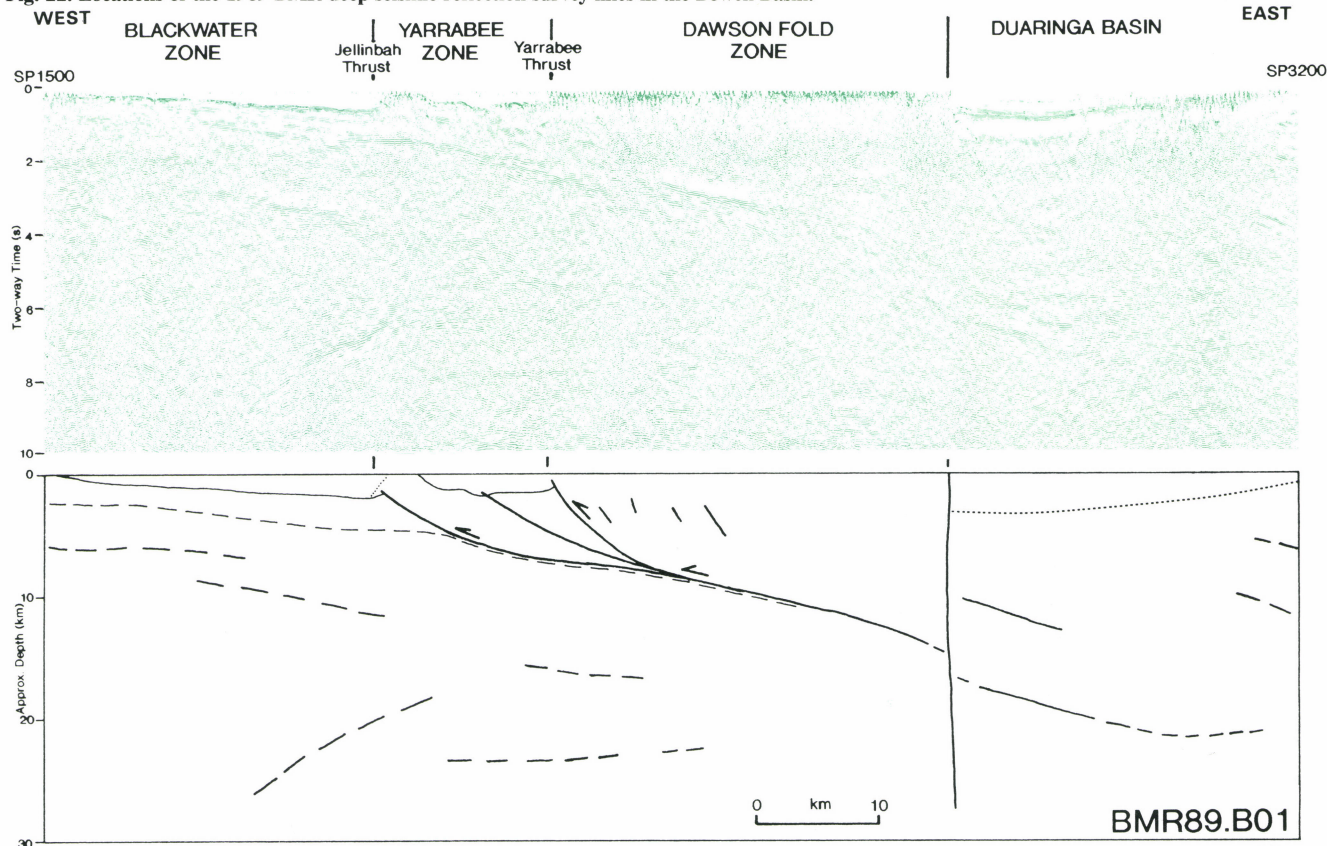 WEST
EAST
BLACKWATER
ZONE
Jellinbah
Thrust
YARRABEE
ZONE
Yarrabee
Thrust
DAWSON FOLD
ZONE
DUARINGA BASIN
SP1500
SP3200
0
2
4
6
8
10
Two-way Time (s)
0
10
20
30
Approx. Depth (km)
0 km 10
BMR89.B01